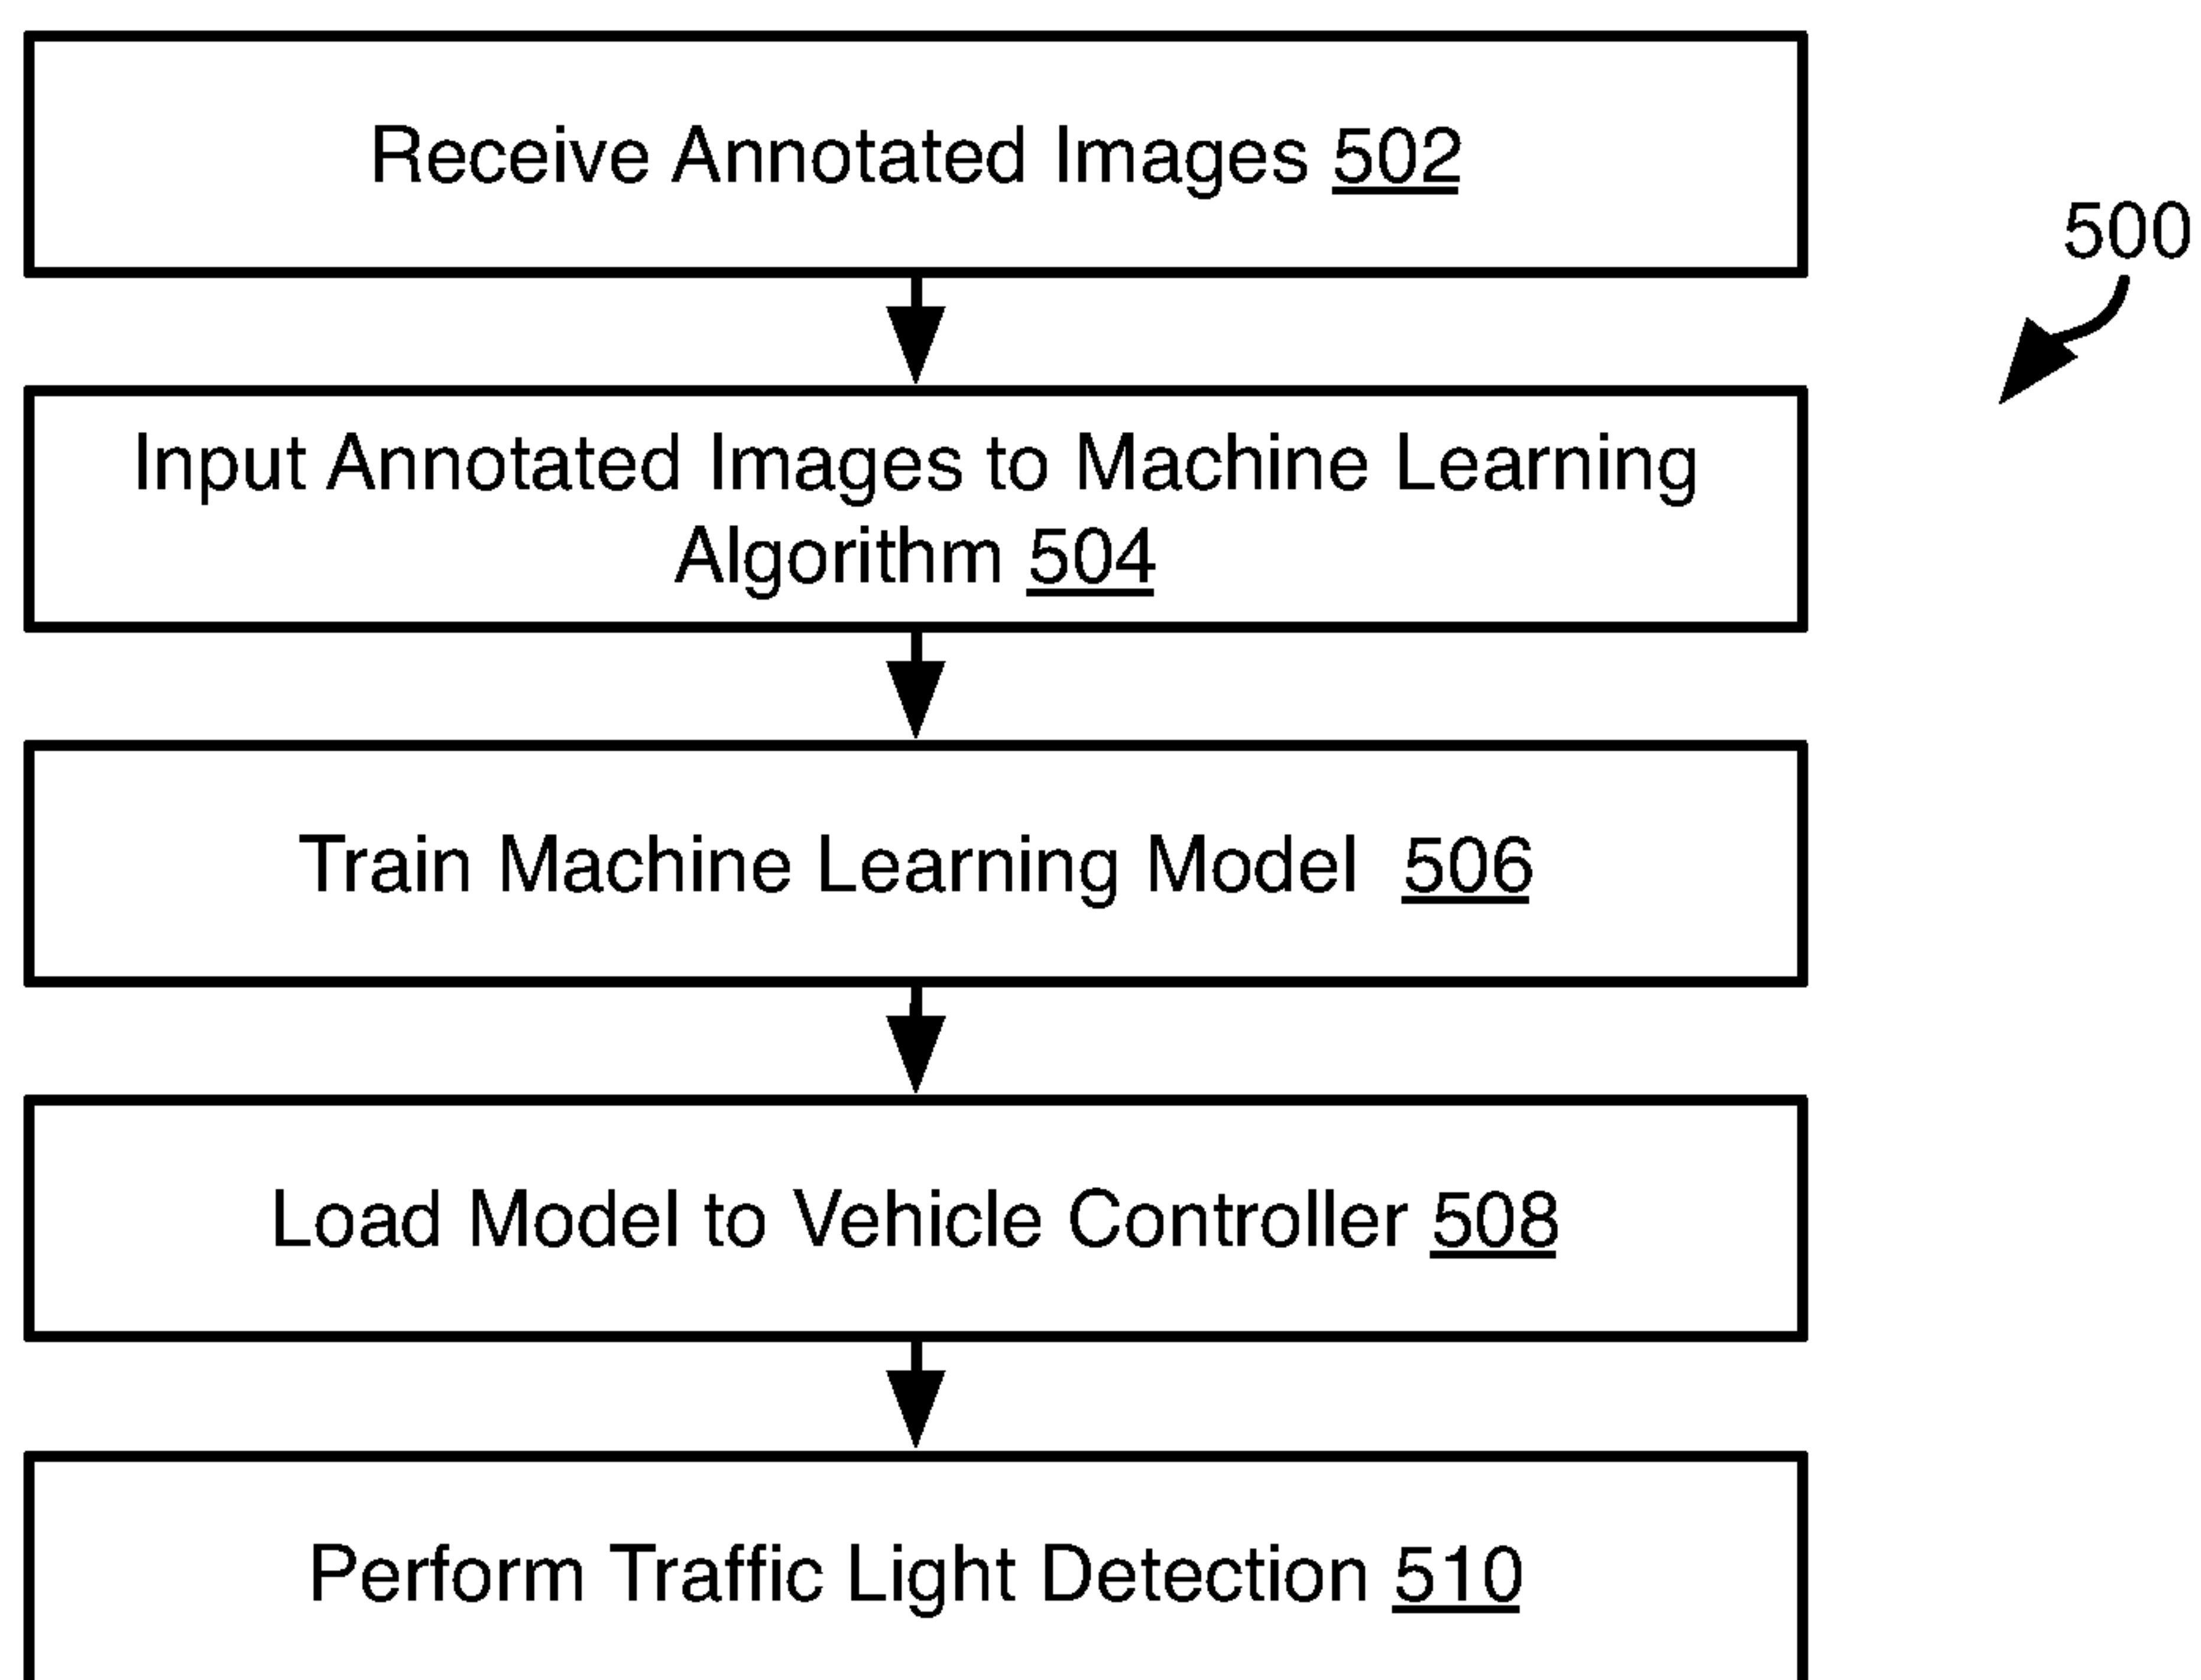 Receive Annotated Images 502
500
Input Annotated Images to Machine Learning
Algorithm 504
Train Machine Learning Model 506
Load Model to Vehicle Controller 508
Perform Traffic Light Detection 510